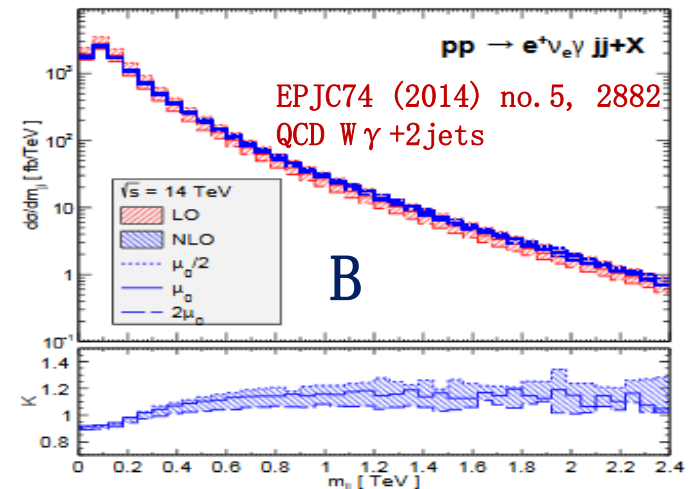 pp → e⁺νₑγ jj+X
EPJC74 (2014) no.5, 2882
QCD Wγ+2jets
dσ/dmⱼⱼ [ fb/TeV]
10³
10²
10
1
10⁻¹
√s = 14 TeV
LO
NLO
μ₀/2
μ₀
2μ₀
B
K
1.4
1.2
1
0.8
0 0.2 0.4 0.6 0.8 1 1.2 1.4 1.6 1.8 2 2.2 2.4
mⱼⱼ [ TeV]